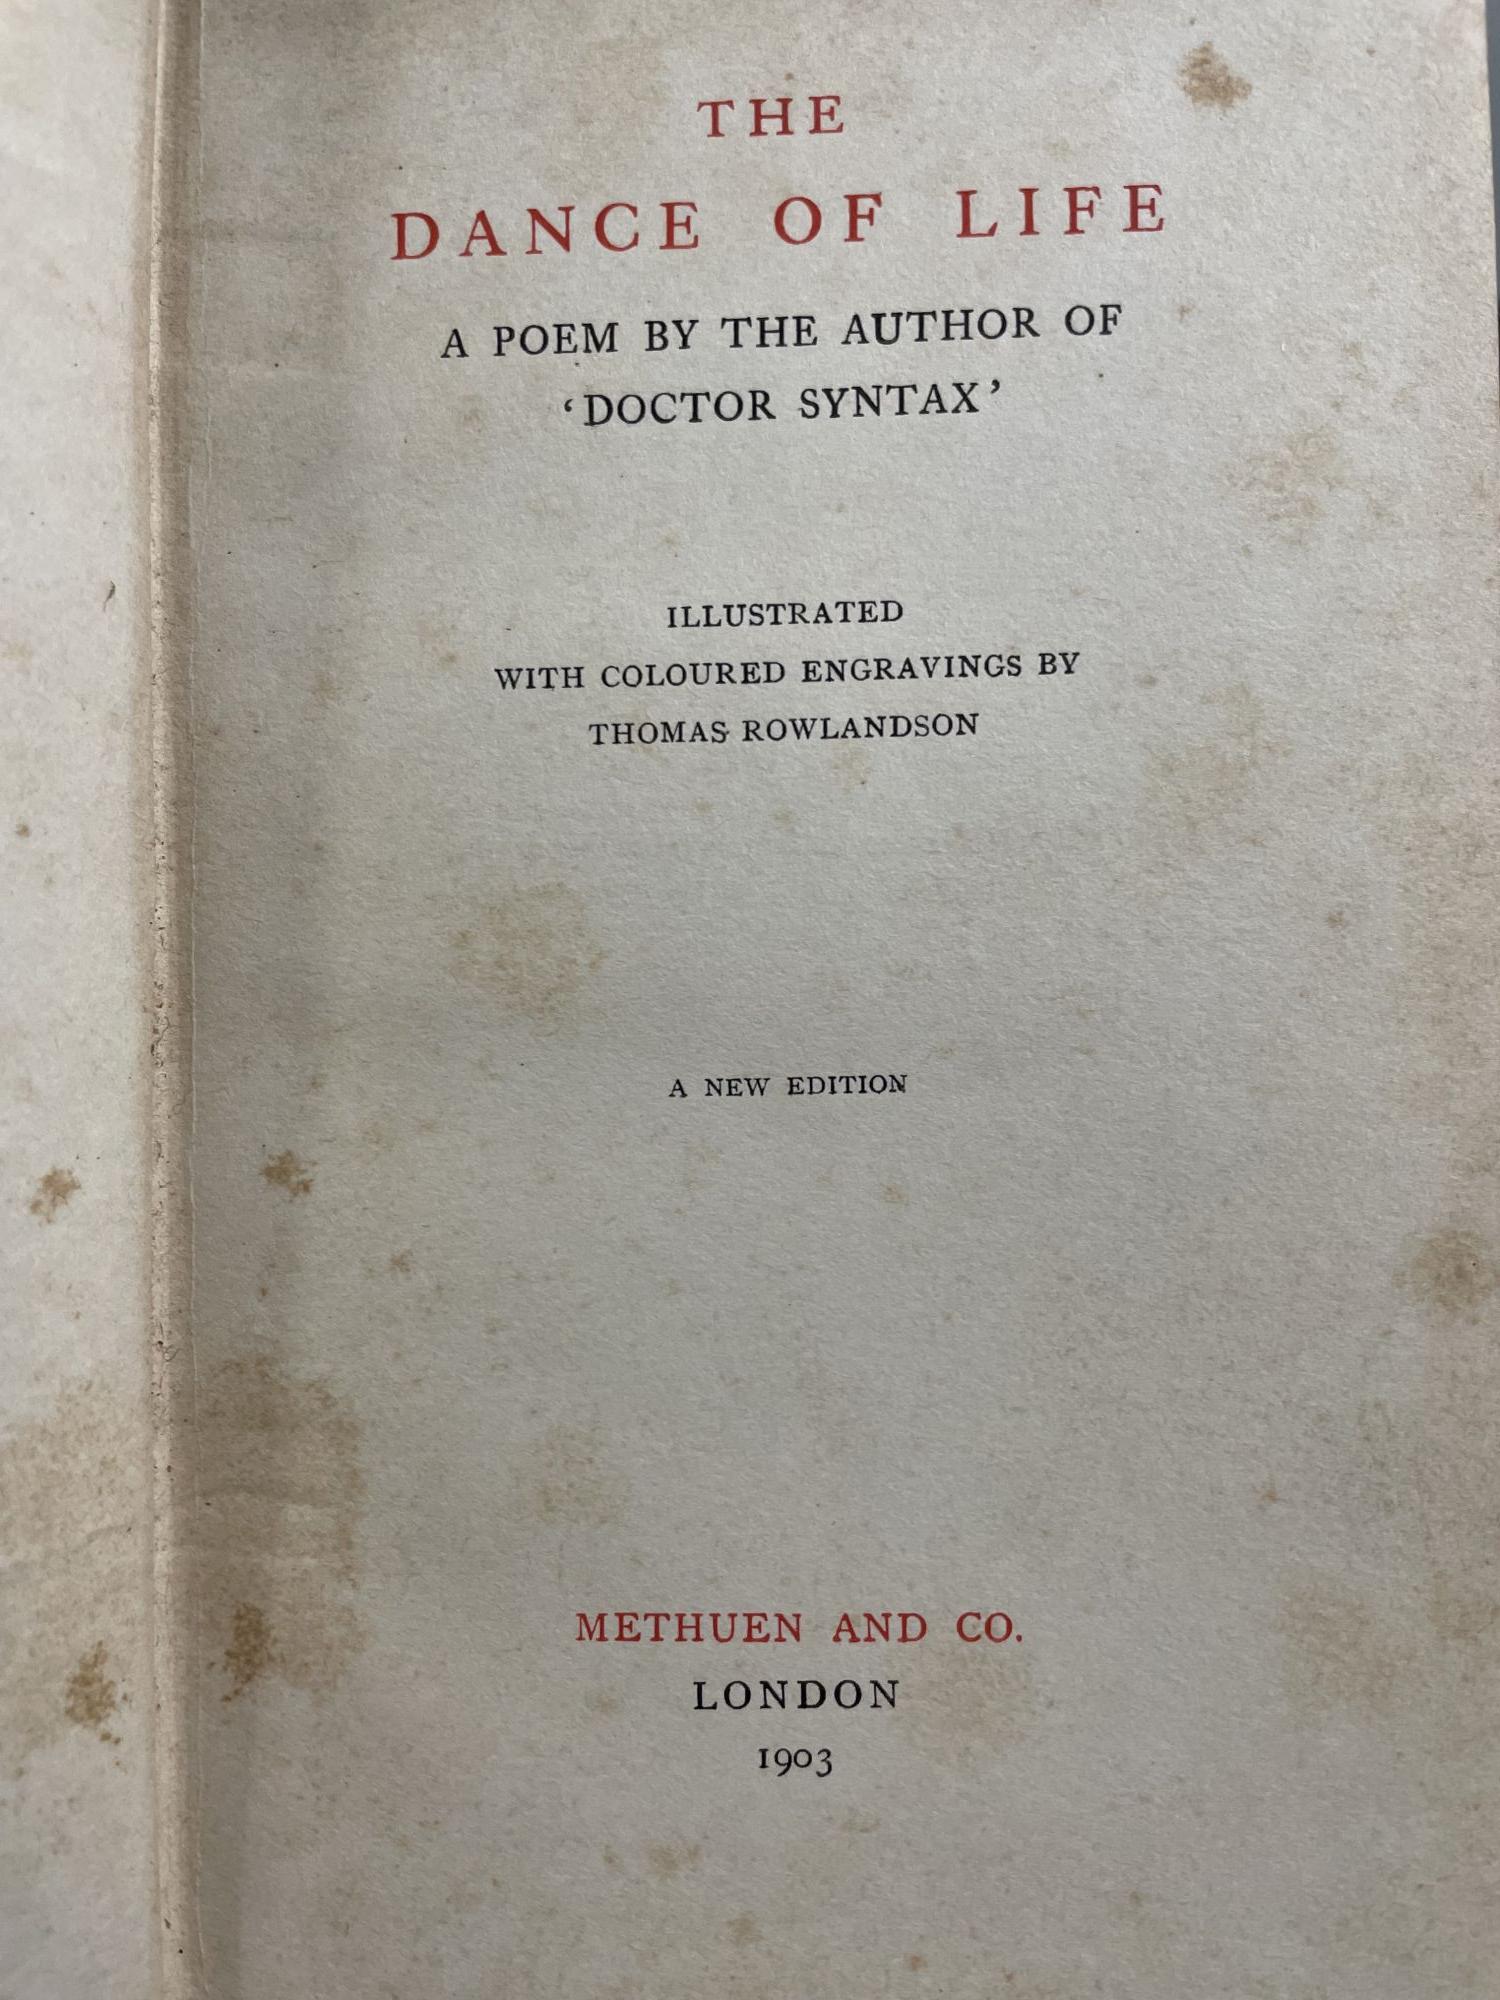 THE
DANCE OF LIFE
A POEM BY THE AUTHOR OF
‘DOCTOR SYNTAX’
ILLUSTRATED
WITH COLOURED ENGRAVINGS BY
THOMAS ROWLANDSON
A NEW EDITION
METHUEN AND CO.
LONDON
1903